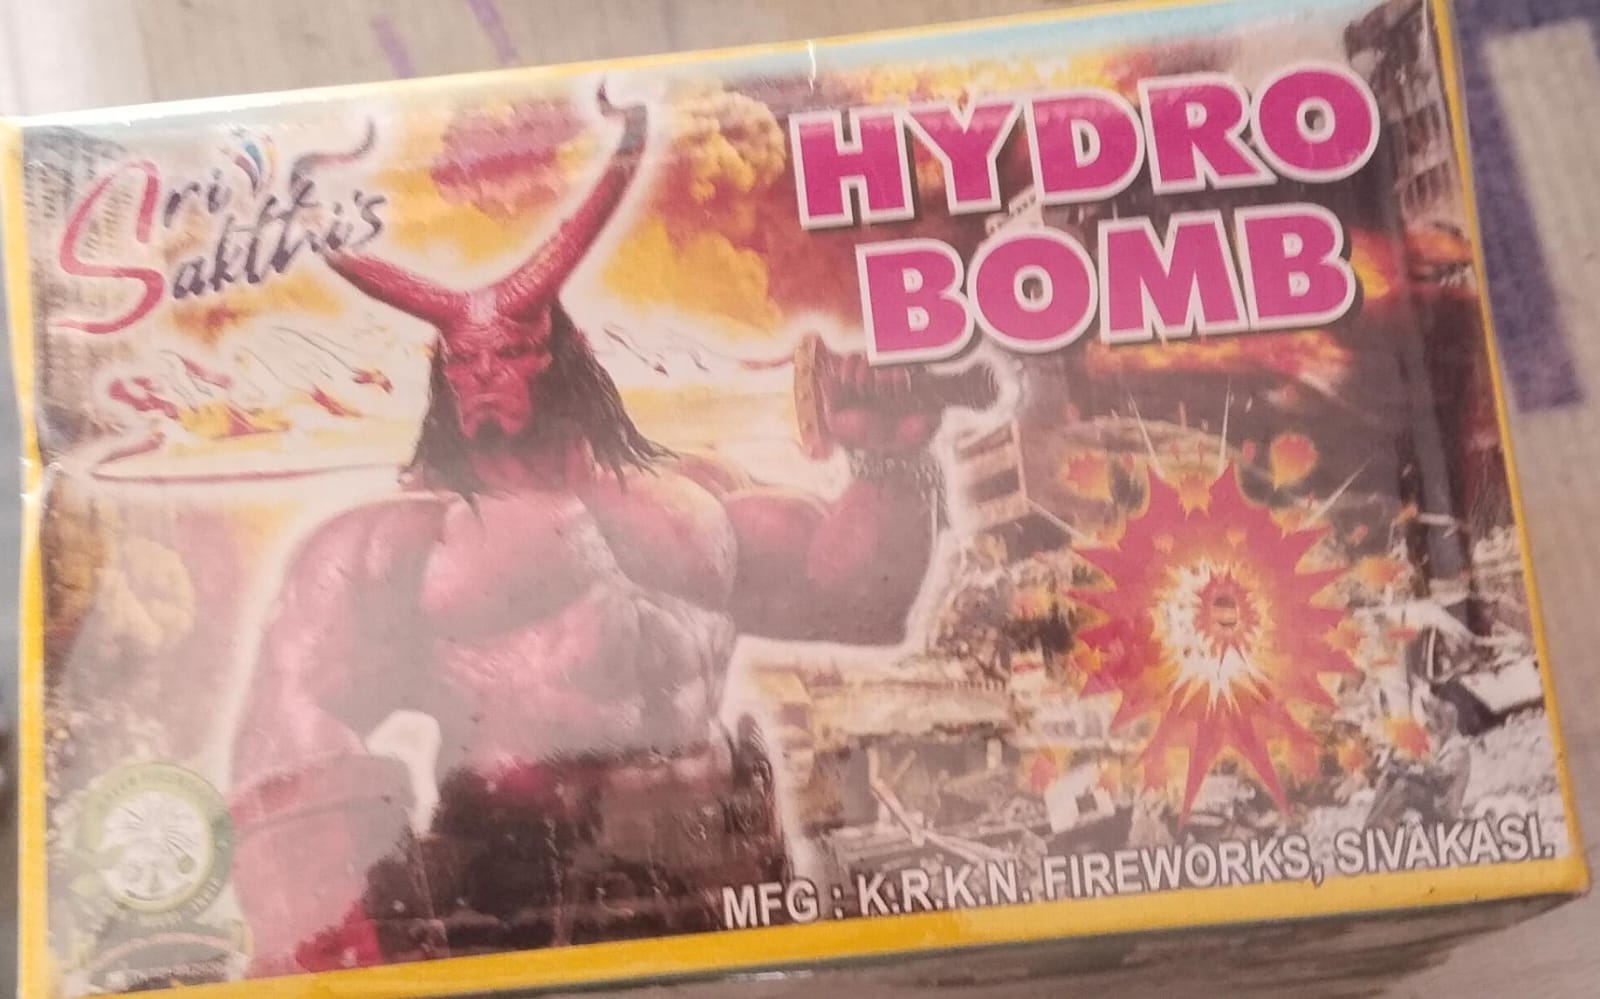 Sri
Sakthi's
HYDRO
BOMB
MFG : K.R.K.N. FIREWORKS, SIVAKASI.